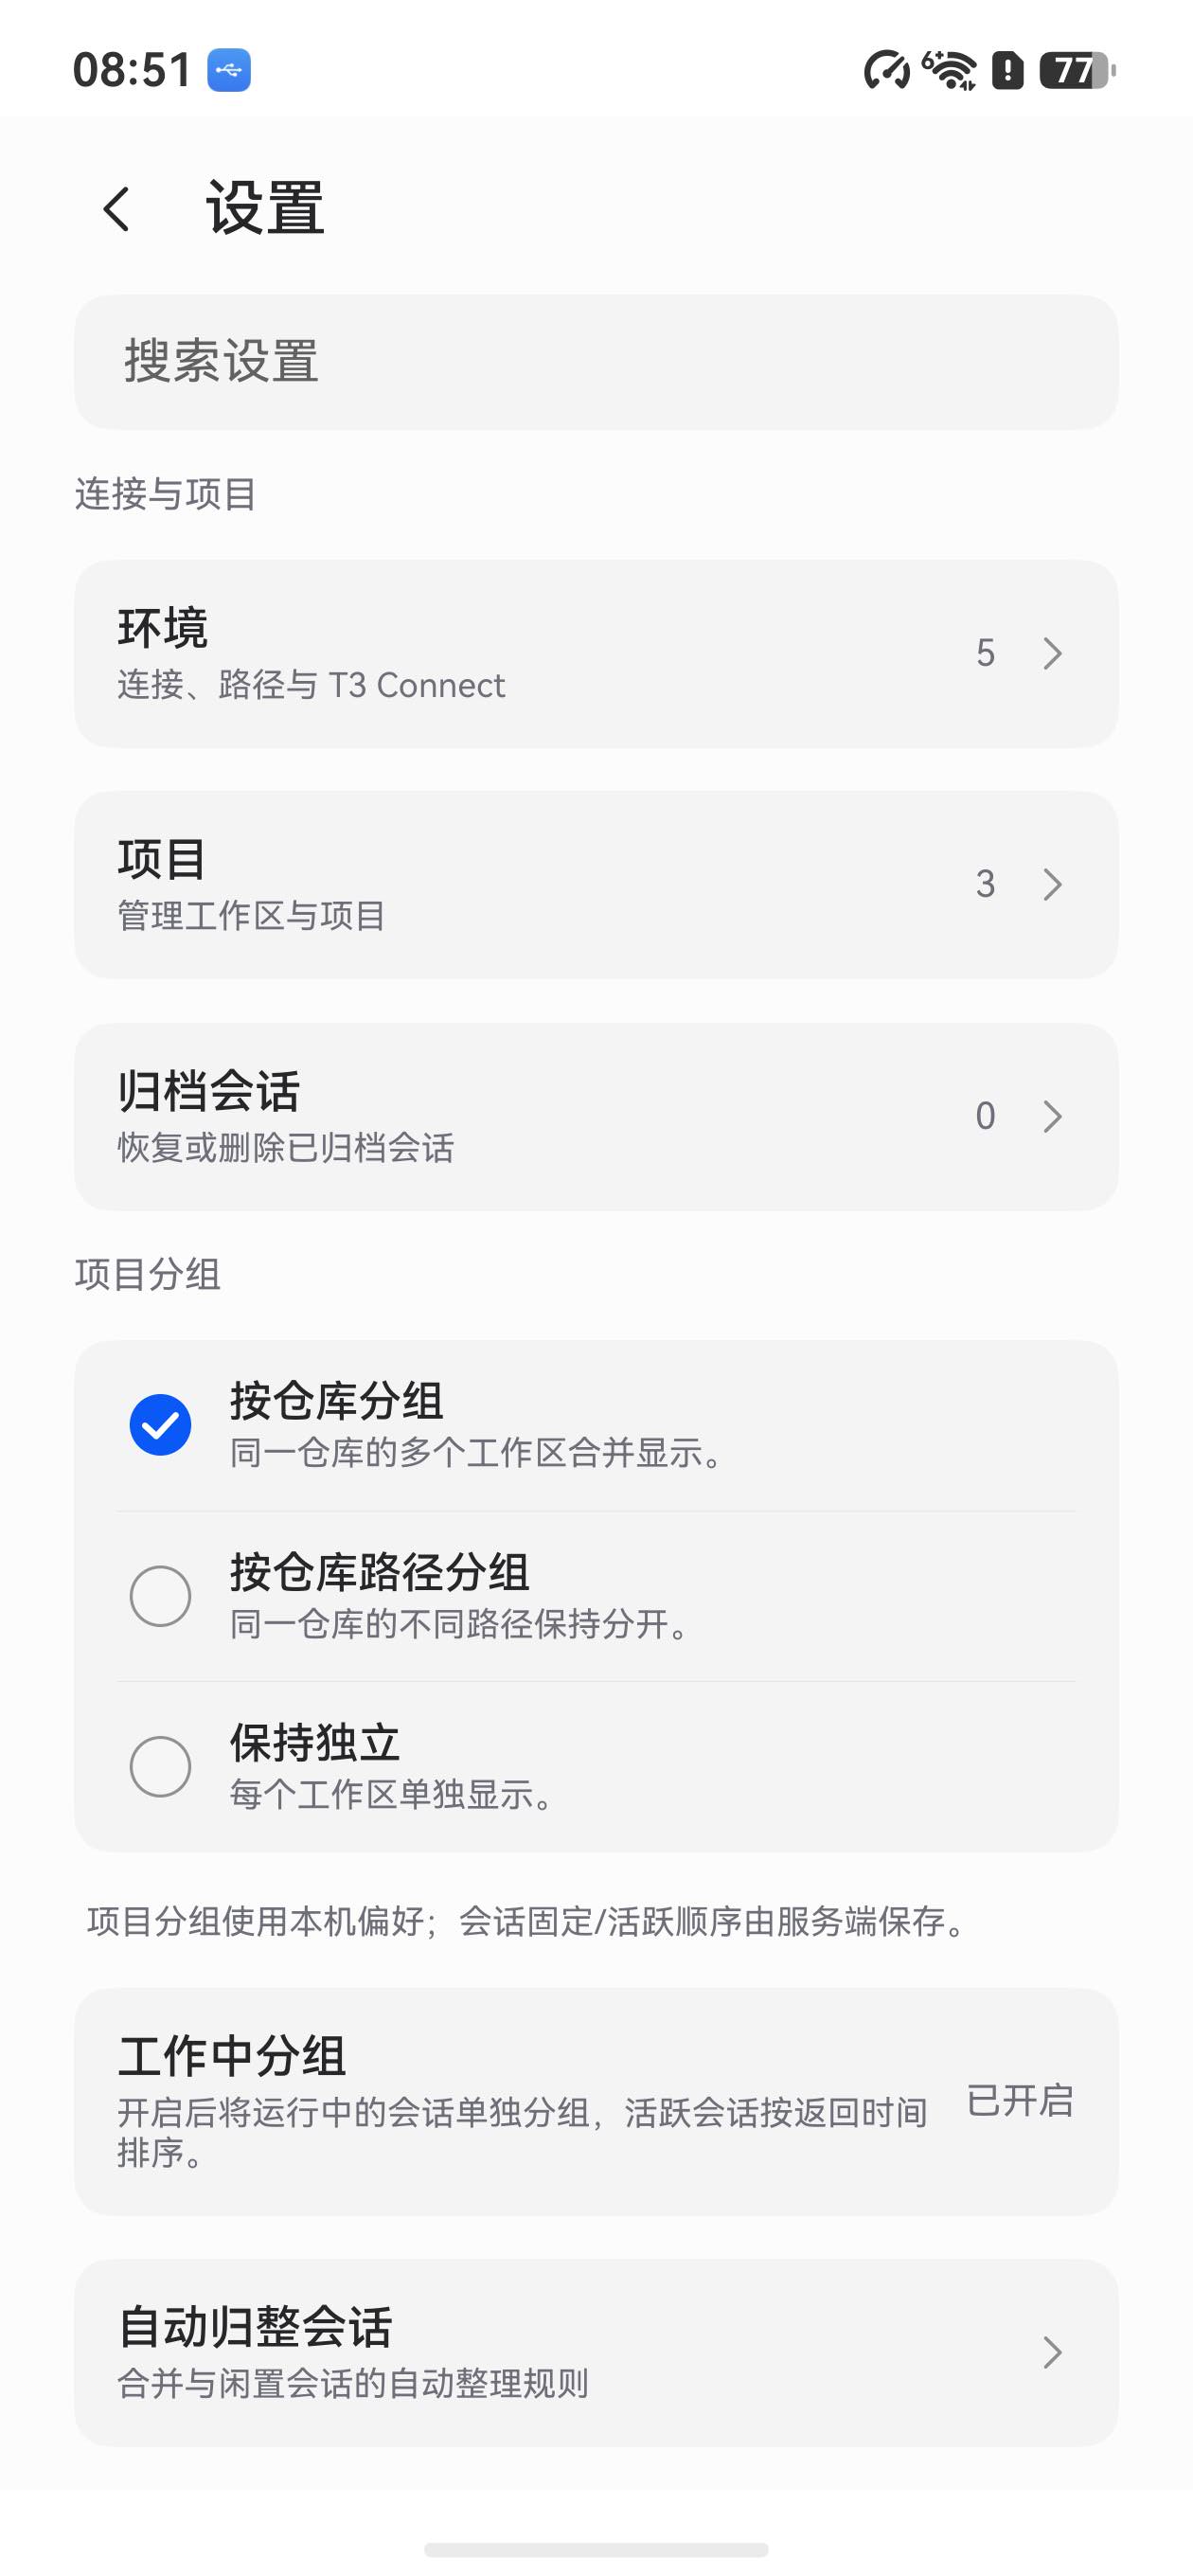 08:51
6+
77
设置
搜索设置
连接与项目
环境
连接、路径与 T3 Connect
5
项目
管理工作区与项目
3
归档会话
恢复或删除已归档会话
0
项目分组
按仓库分组
同一仓库的多个工作区合并显示。
按仓库路径分组
同一仓库的不同路径保持分开。
保持独立
每个工作区单独显示。
项目分组使用本机偏好；会话固定/活跃顺序由服务端保存。
工作中分组
开启后将运行中的会话单独分组，活跃会话按返回时间
排序。
已开启
自动归整会话
合并与闲置会话的自动整理规则